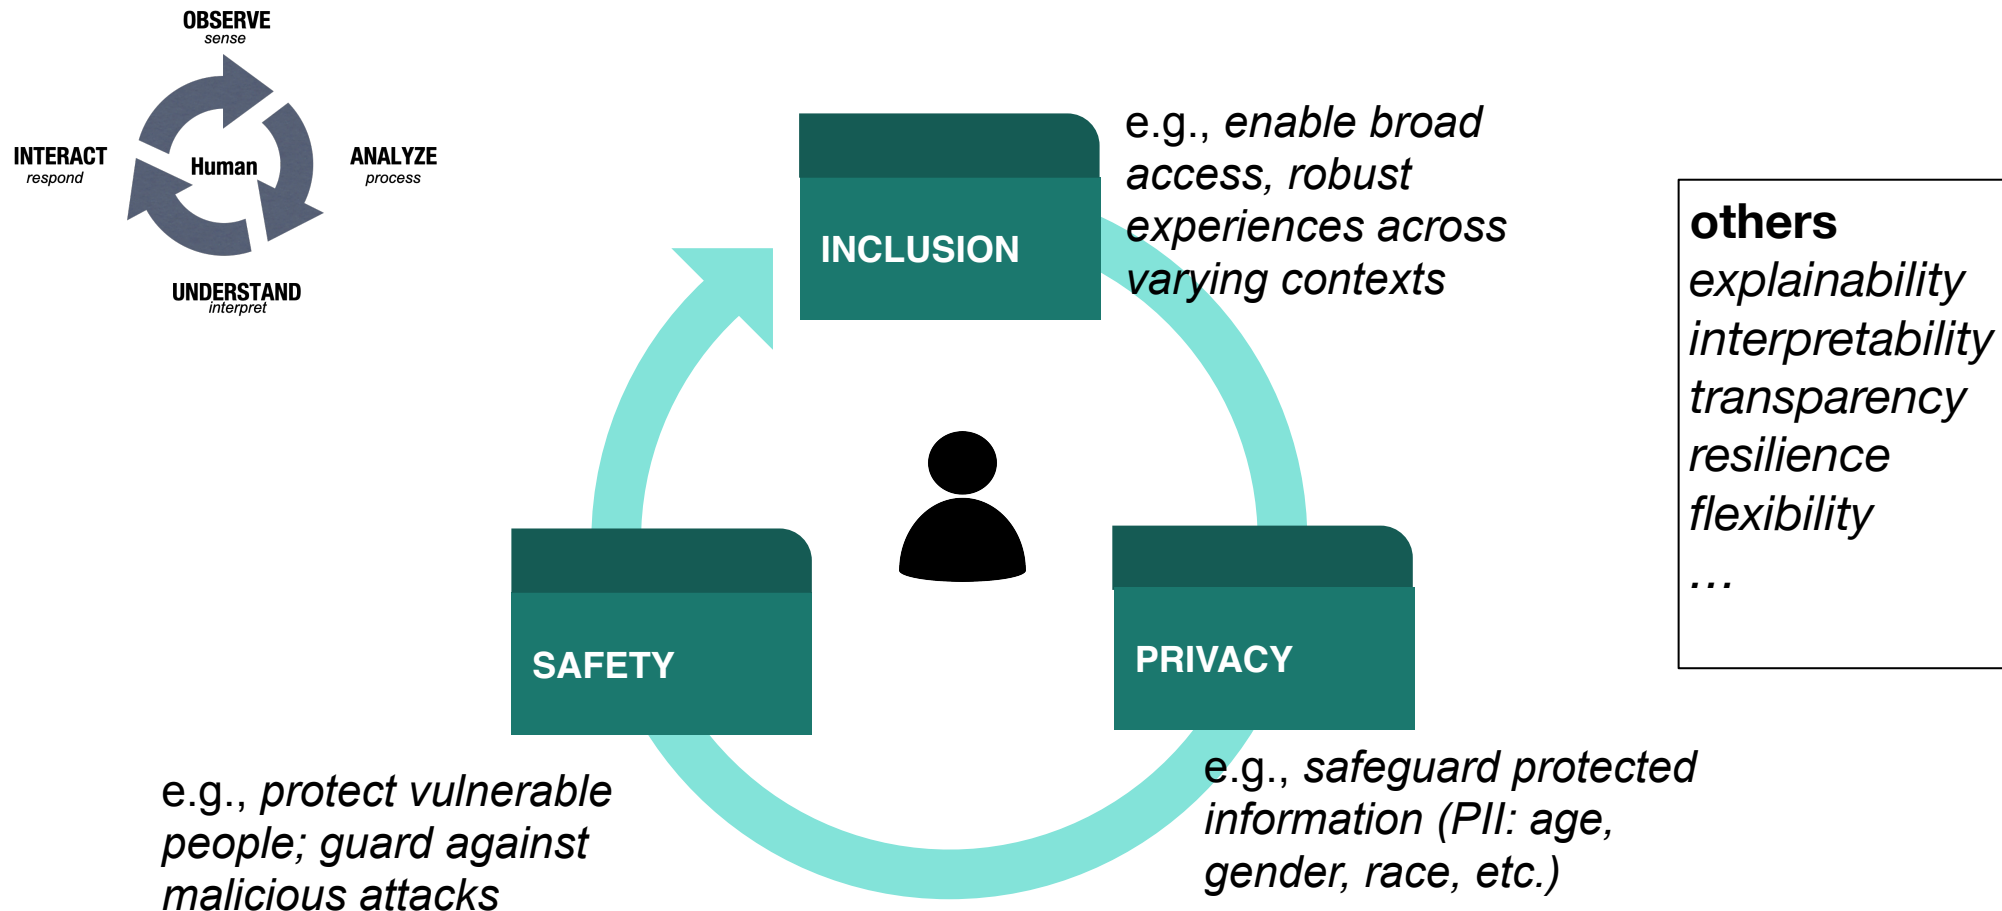 OBSERVE
sense
INTERACT
respond
Human
ANALYZE
process
UNDERSTAND
interpret
INCLUSION
e.g., enable broad
access, robust
experiences across
varying contexts
SAFETY
e.g., protect vulnerable
people; guard against
malicious attacks
PRIVACY
e.g., safeguard protected
information (PII: age,
gender, race, etc.)
others
explainability
interpretability
transparency
resilience
flexibility
...